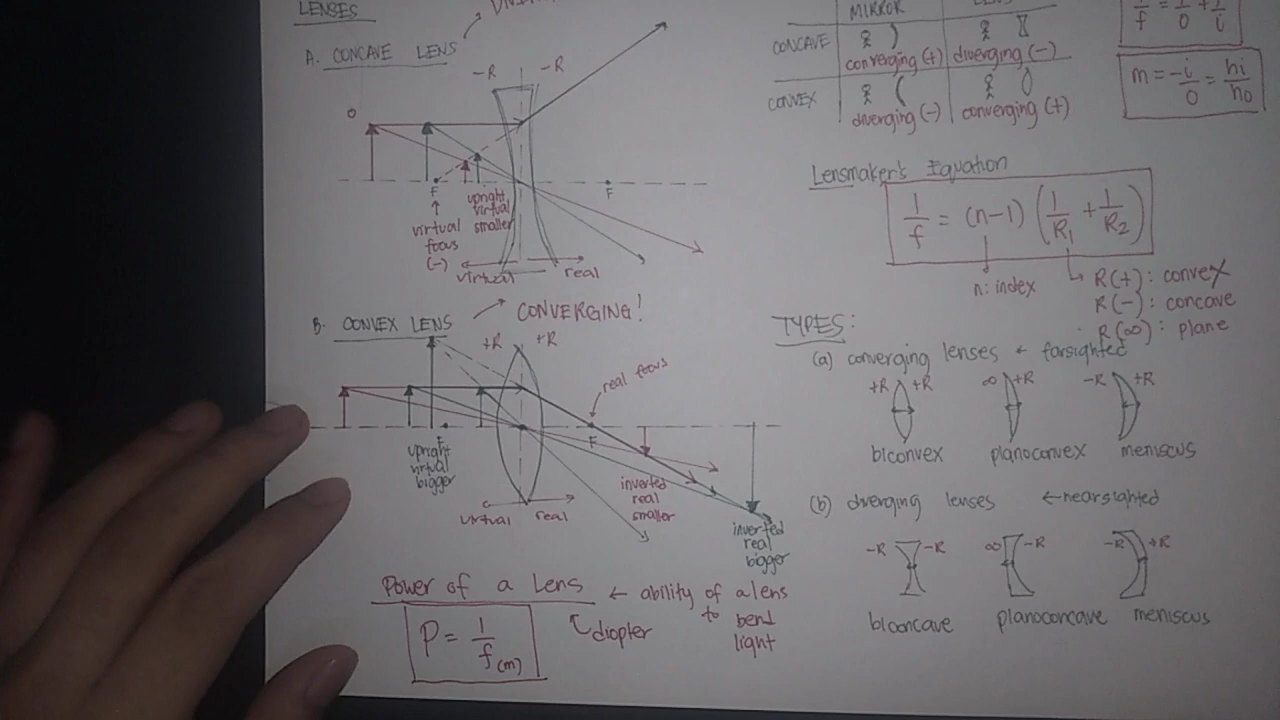 LENSES
A. CONCAVE LENS
-R
-R
O
F
F
virtual
focus
(-)
upright
virtual
smaller
virtual
real
B. CONVEX LENS
CONVERGING!
+R
+R
real focus
F
F
upright
virtual
bigger
inverted
real
smaller
virtual
real
inverted
real
bigger
Power of a Lens ← ability of a lens
to bend
light
diopter
P = 1/f(m)
MIRROR
CONCAVE
converging (+)
diverging (-)
CONVEX
diverging (-)
converging (+)
1/f = 1/o + 1/i
m = -i/o = hi/ho
Lensmaker's Equation
1/f = (n-1) (1/R1 + 1/R2)
n: index
R(+): convex
R(-): concave
R(∞): plane
TYPES:
(a) converging lenses ← farsighted
+R +R
∞ +R
-R +R
biconvex planoconvex meniscus
(b) diverging lenses ← nearsighted
-R -R
∞ -R
-R +R
biconcave planoconcave meniscus